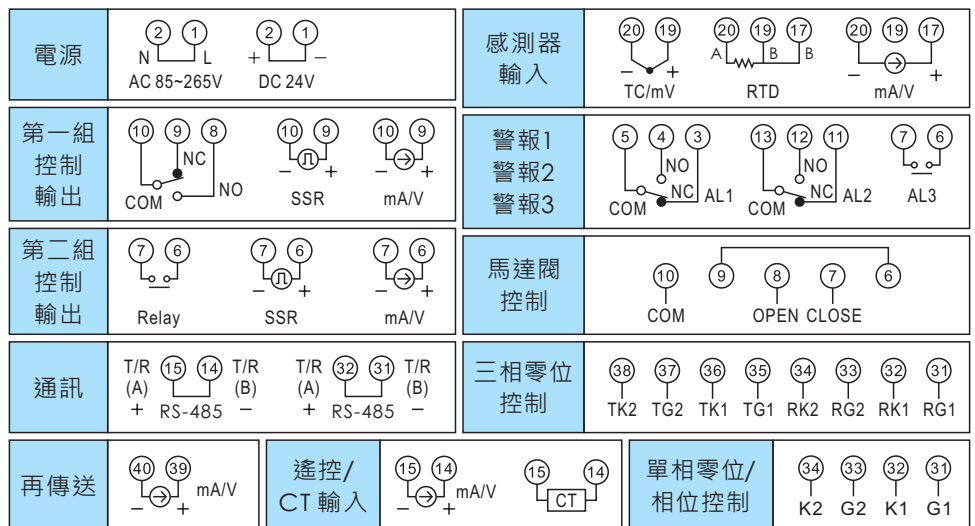 電源
2 1
N L
AC 85~265V
2 1
+ −
DC 24V
感測器
輸入
20 19
− +
TC/mV
20 19 17
A B B
RTD
20 19 17
− +
mA/V
第一組
控制
輸出
10 9 8
NC
NO
COM
10 9
− +
SSR
10 9
− +
mA/V
警報1
警報2
警報3
5 4 3
NO
NC
COM
AL1
13 12 11
NO
NC
COM
AL2
7 6
AL3
第二組
控制
輸出
7 6
Relay
7 6
− +
SSR
7 6
− +
mA/V
馬達閥
控制
10 9 8 7 6
COM OPEN CLOSE
通訊
T/R 15 14 T/R
(A) (B)
+ RS-485 −
T/R 32 31 T/R
(A) (B)
+ RS-485 −
三相零位
控制
38 37 36 35 34 33 32 31
TK2 TG2 TK1 TG1 RK2 RG2 RK1 RG1
再傳送
40 39
− +
mA/V
遙控/
CT 輸入
15 14
− +
mA/V
15 14
CT
單相零位/
相位控制
34 33 32 31
K2 G2 K1 G1